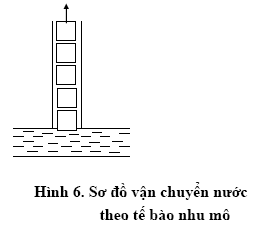 Hình 6. Sơ đồ vận chuyển nước
theo tế bào nhu mô